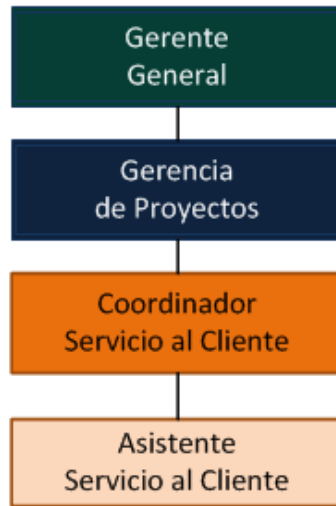 Gerente
General
Gerencia
de Proyectos
Coordinador
Servicio al Cliente
Asistente
Servicio al Cliente